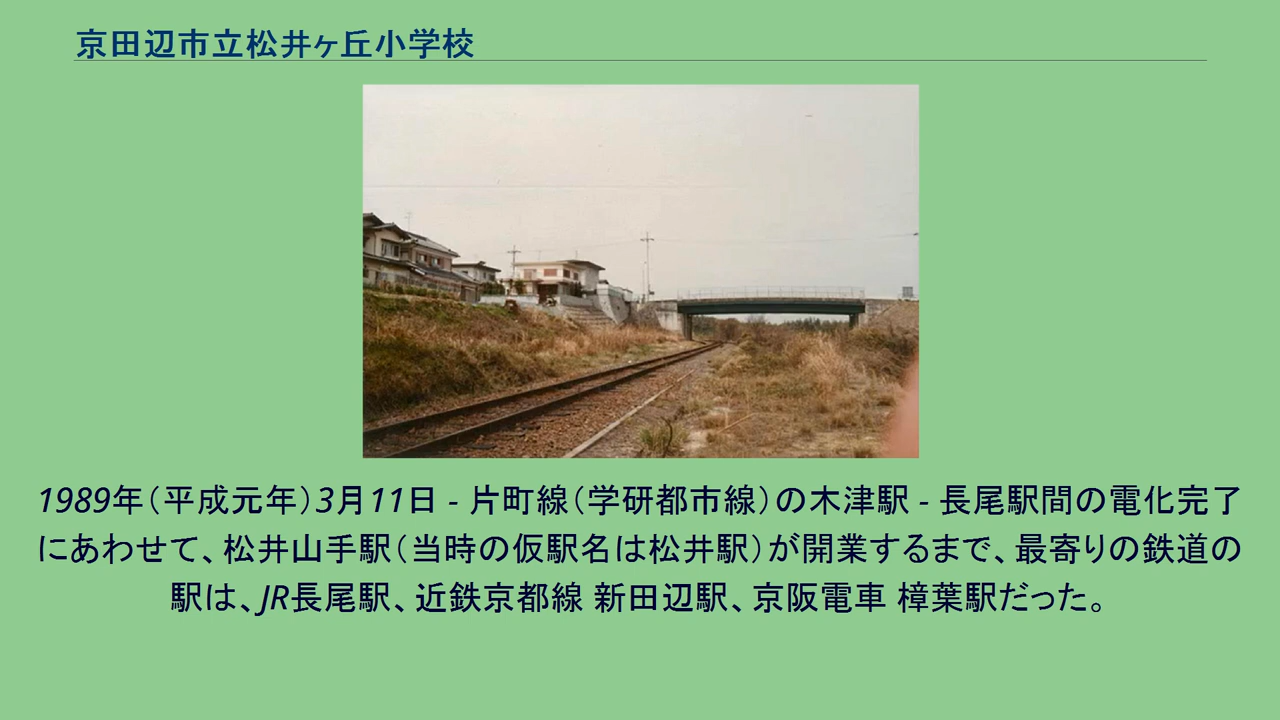 京田辺市立松井ヶ丘小学校
1989年（平成元年）3月11日 - 片町線（学研都市線）の木津駅 - 長尾駅間の電化完了
にあわせて、松井山手駅（当時の仮駅名は松井駅）が開業するまで、最寄りの鉄道の
駅は、JR長尾駅、近鉄京都線 新田辺駅、京阪電車 樟葉駅だった。